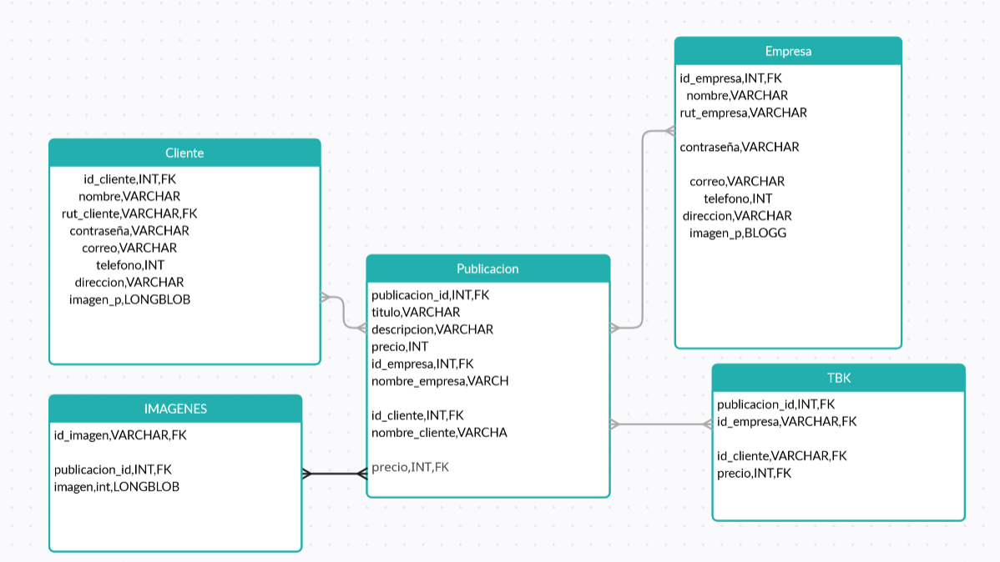 Empresa
id_empresa,INT,FK
nombre,VARCHAR
rut_empresa,VARCHAR
contraseña,VARCHAR
correo,VARCHAR
telefono,INT
direccion,VARCHAR
imagen_p,BLOGG
Cliente
id_cliente,INT,FK
nombre,VARCHAR
rut_cliente,VARCHAR,FK
contraseña,VARCHAR
correo,VARCHAR
telefono,INT
direccion,VARCHAR
imagen_p,LONGBLOB
Publicacion
publicacion_id,INT,FK
titulo,VARCHAR
descripcion,VARCHAR
precio,INT
id_empresa,INT,FK
nombre_empresa,VARCH
id_cliente,INT,FK
nombre_cliente,VARCHA
precio,INT,FK
IMAGENES
id_imagen,VARCHAR,FK
publicacion_id,INT,FK
imagen,int,LONGBLOB
TBK
publicacion_id,INT,FK
id_empresa,VARCHAR,FK
id_cliente,VARCHAR,FK
precio,INT,FK